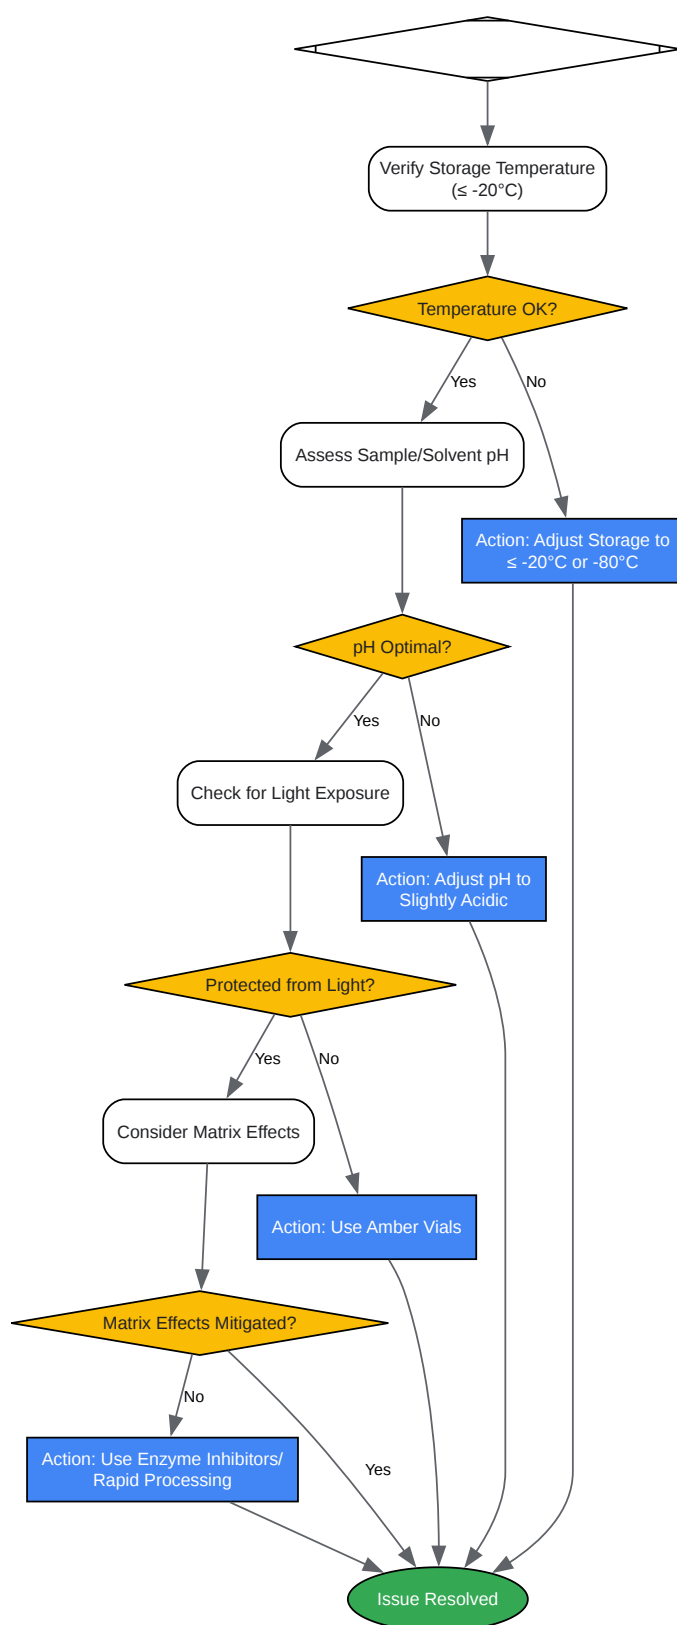 Verify Storage Temperature
(≤ -20°C)
Temperature OK?
Yes
No
Assess Sample/Solvent pH
Action: Adjust Storage to
≤ -20°C or -80°C
pH Optimal?
Yes
No
Check for Light Exposure
Action: Adjust pH to
Slightly Acidic
Protected from Light?
Yes
No
Consider Matrix Effects
Action: Use Amber Vials
Matrix Effects Mitigated?
No
Action: Use Enzyme Inhibitors/
Rapid Processing
Yes
Issue Resolved